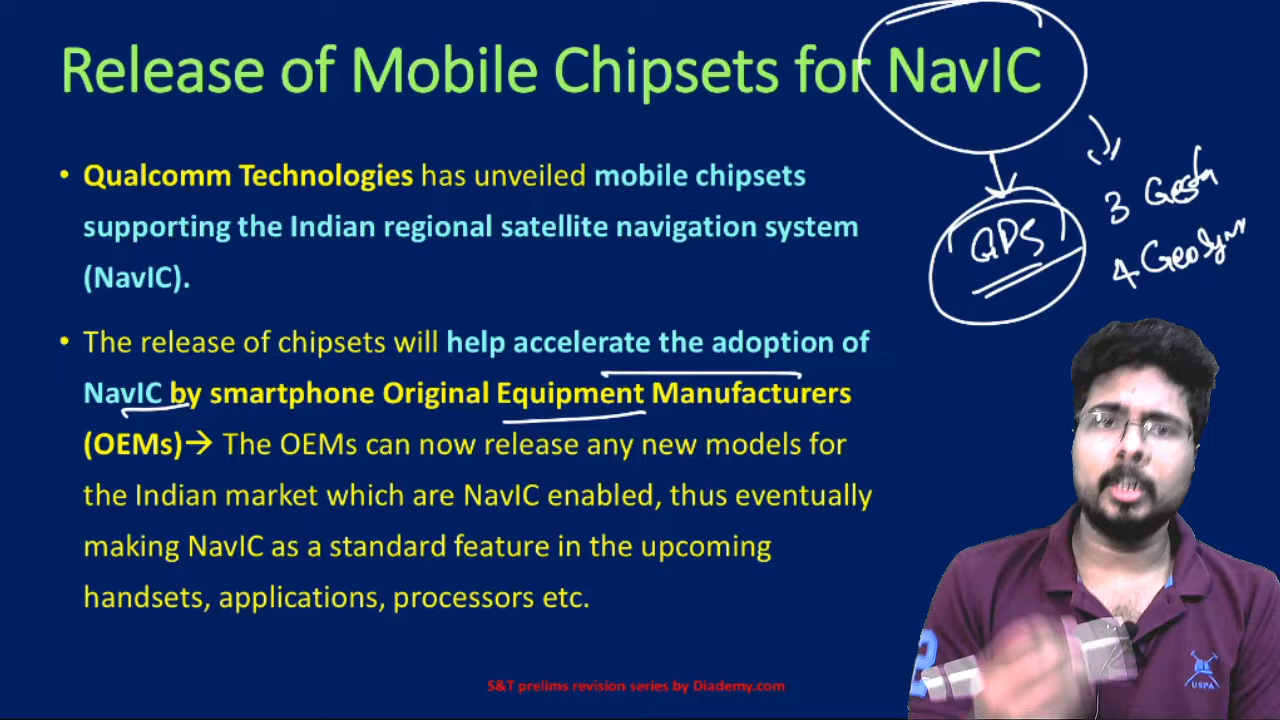 Release of Mobile Chipsets for NavIC
• Qualcomm Technologies has unveiled mobile chipsets
supporting the Indian regional satellite navigation system
(NavIC).
• The release of chipsets will help accelerate the adoption of
NavIC by smartphone Original Equipment Manufacturers
(OEMs)→ The OEMs can now release any new models for
the Indian market which are NavIC enabled, thus eventually
making NavIC as a standard feature in the upcoming
handsets, applications, processors etc.
GPS
3
4
2
USPA
S&T prelims revision series by Diademy.com